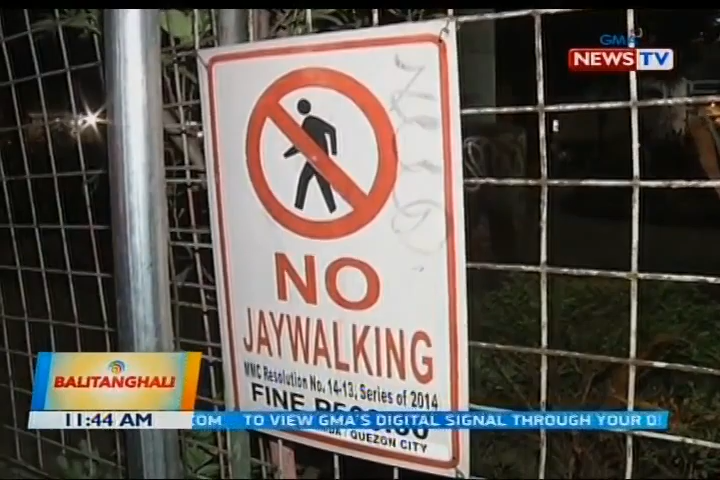 GMA
NEWS TV
NO
JAYWALKING
MMC Resolution No. 14-13, Series of 2014
FINE
QUEZON CITY
BALITANGHALI
11:44 AM
TO VIEW GMA'S DIGITAL SIGNAL THROUGH YOUR